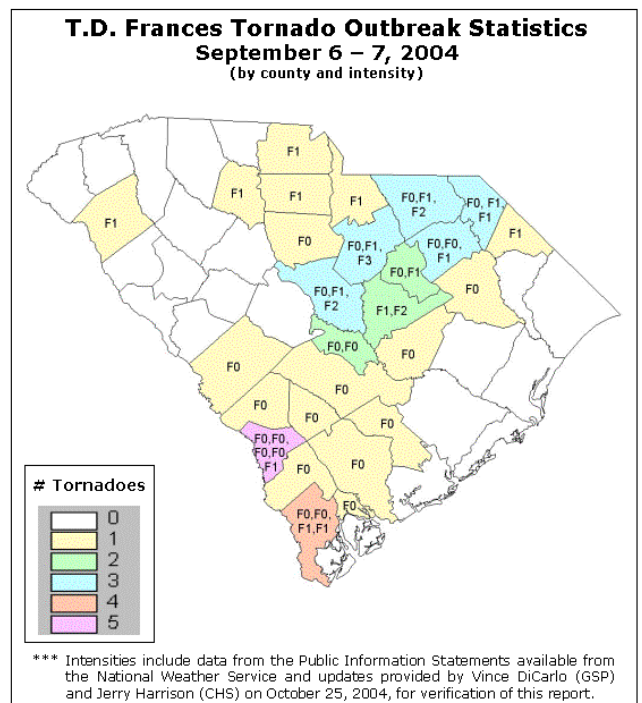 T.D. Frances Tornado Outbreak Statistics
September 6 – 7, 2004
(by county and intensity)
F1
F1
F1
F1
F1
F0,F1,
F2
F0, F1,
F1
F1
F0
F0,F1,
F3
F0,F0,
F1
F0,F1
F0,F1,
F2
F1,F2
F0
F0,F0
F0
F0
F0
F0
F0
F0
F0,F0,
F0,F0
F1
F0
F0
F0,F0,
F1,F1
F0
# Tornadoes
0
1
2
3
4
5
*** Intensities include data from the Public Information Statements available from
the National Weather Service and updates provided by Vince DiCarlo (GSP)
and Jerry Harrison (CHS) on October 25, 2004, for verification of this report.